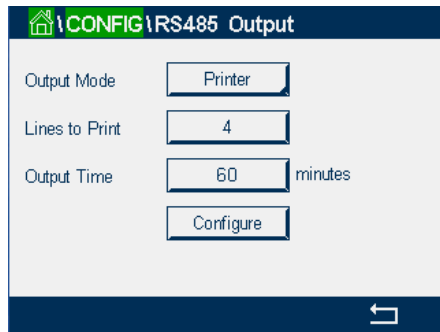 \CONFIG\RS485 Output
Output Mode Printer
Lines to Print 4
Output Time 60 minutes
Configure